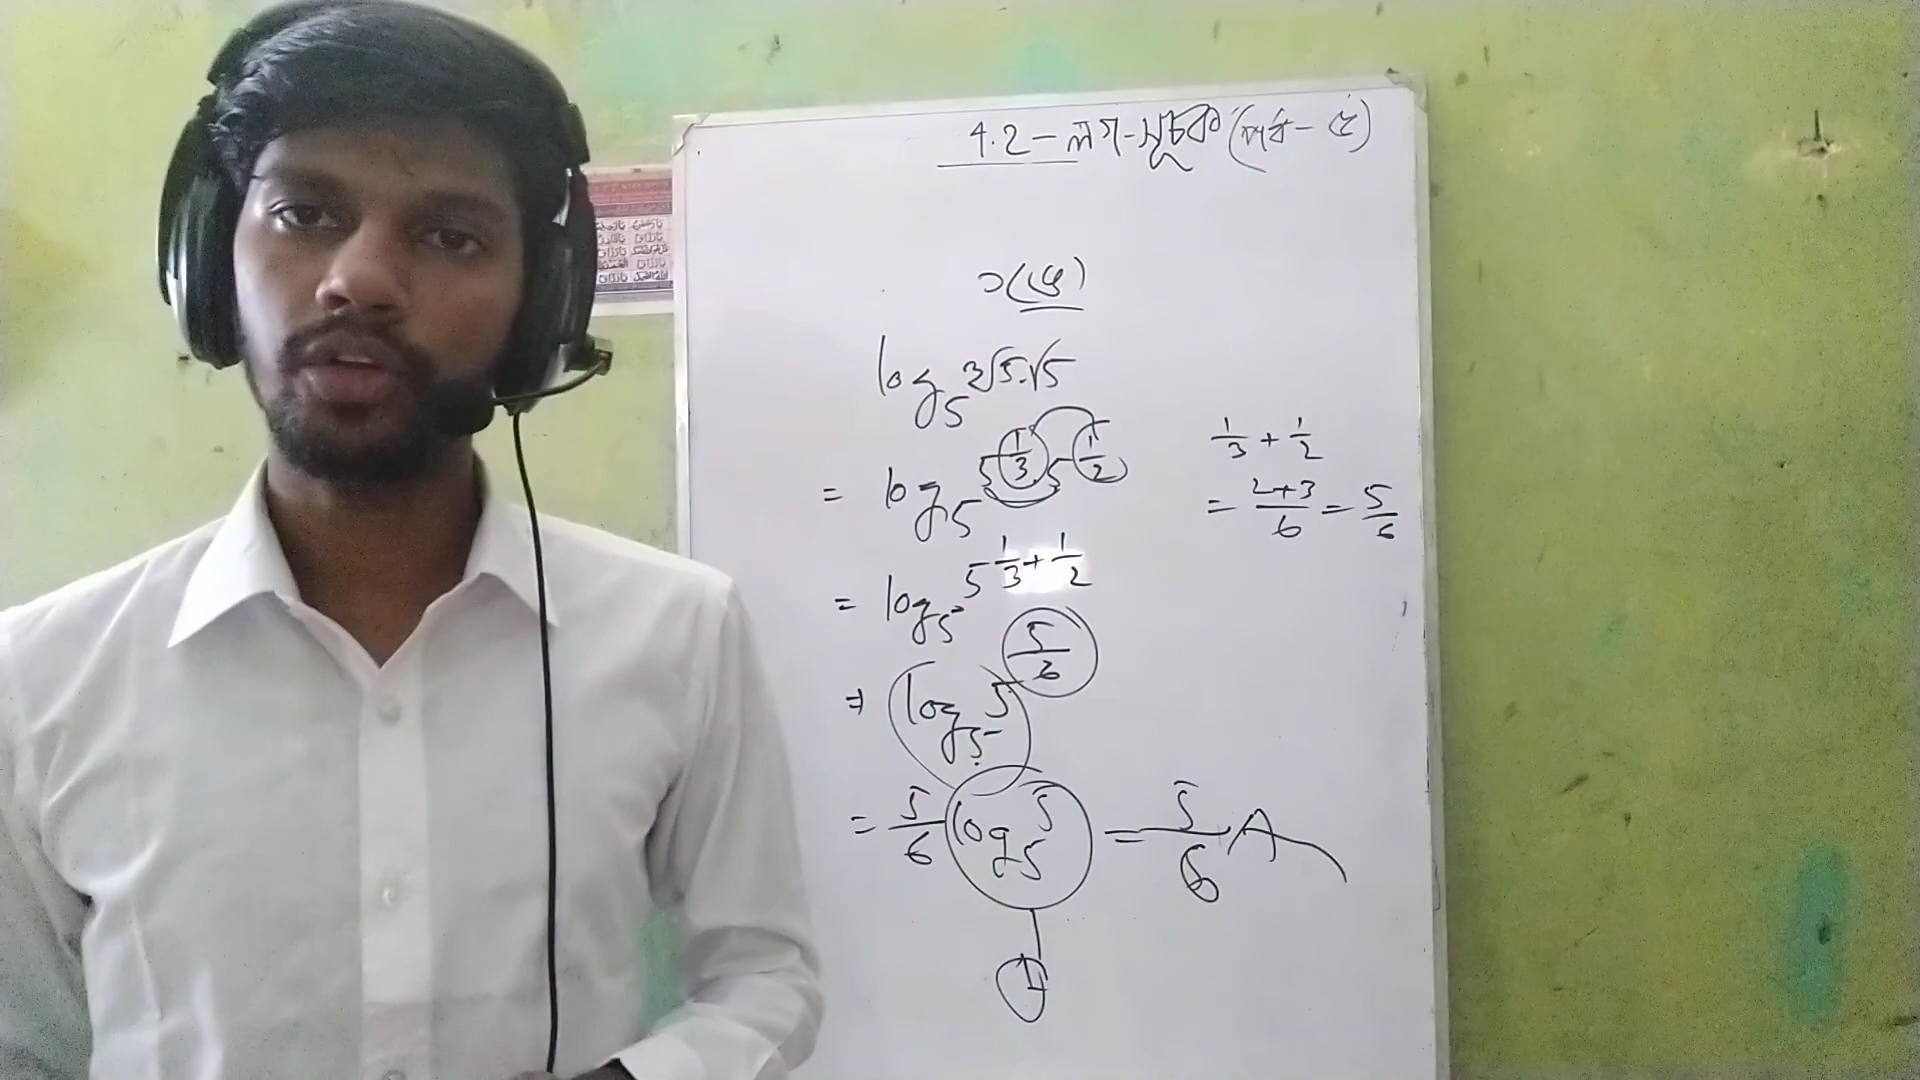 4.2 – লগ-সূচক (পর্ব – ৫)
১(ঙ)
log₅ ∛5·√5
= log₅ 5^(1/3) 5^(1/2)
= log₅ 5^(1/3 + 1/2)
= log₅ 5^(5/6)
= 5/6 log₅ 5 = 5/6 A
1
1/3 + 1/2
= (2+3)/6 = 5/6